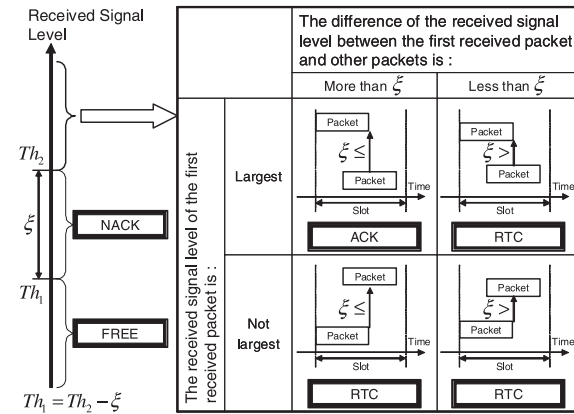 Received Signal
Level
Th₂
ξ
NACK
Th₁
FREE
Th₁ = Th₂ − ξ
The difference of the received signal
level between the first received packet
and other packets is :
More than ξ
Less than ξ
The received signal level of the first
received packet is :
Largest
Packet
ξ ≤
Packet
Time
Slot
ACK
Packet
ξ >
Packet
Time
Slot
RTC
Not
largest
Packet
ξ ≤
Packet
Time
Slot
RTC
Packet
ξ >
Packet
Time
Slot
RTC